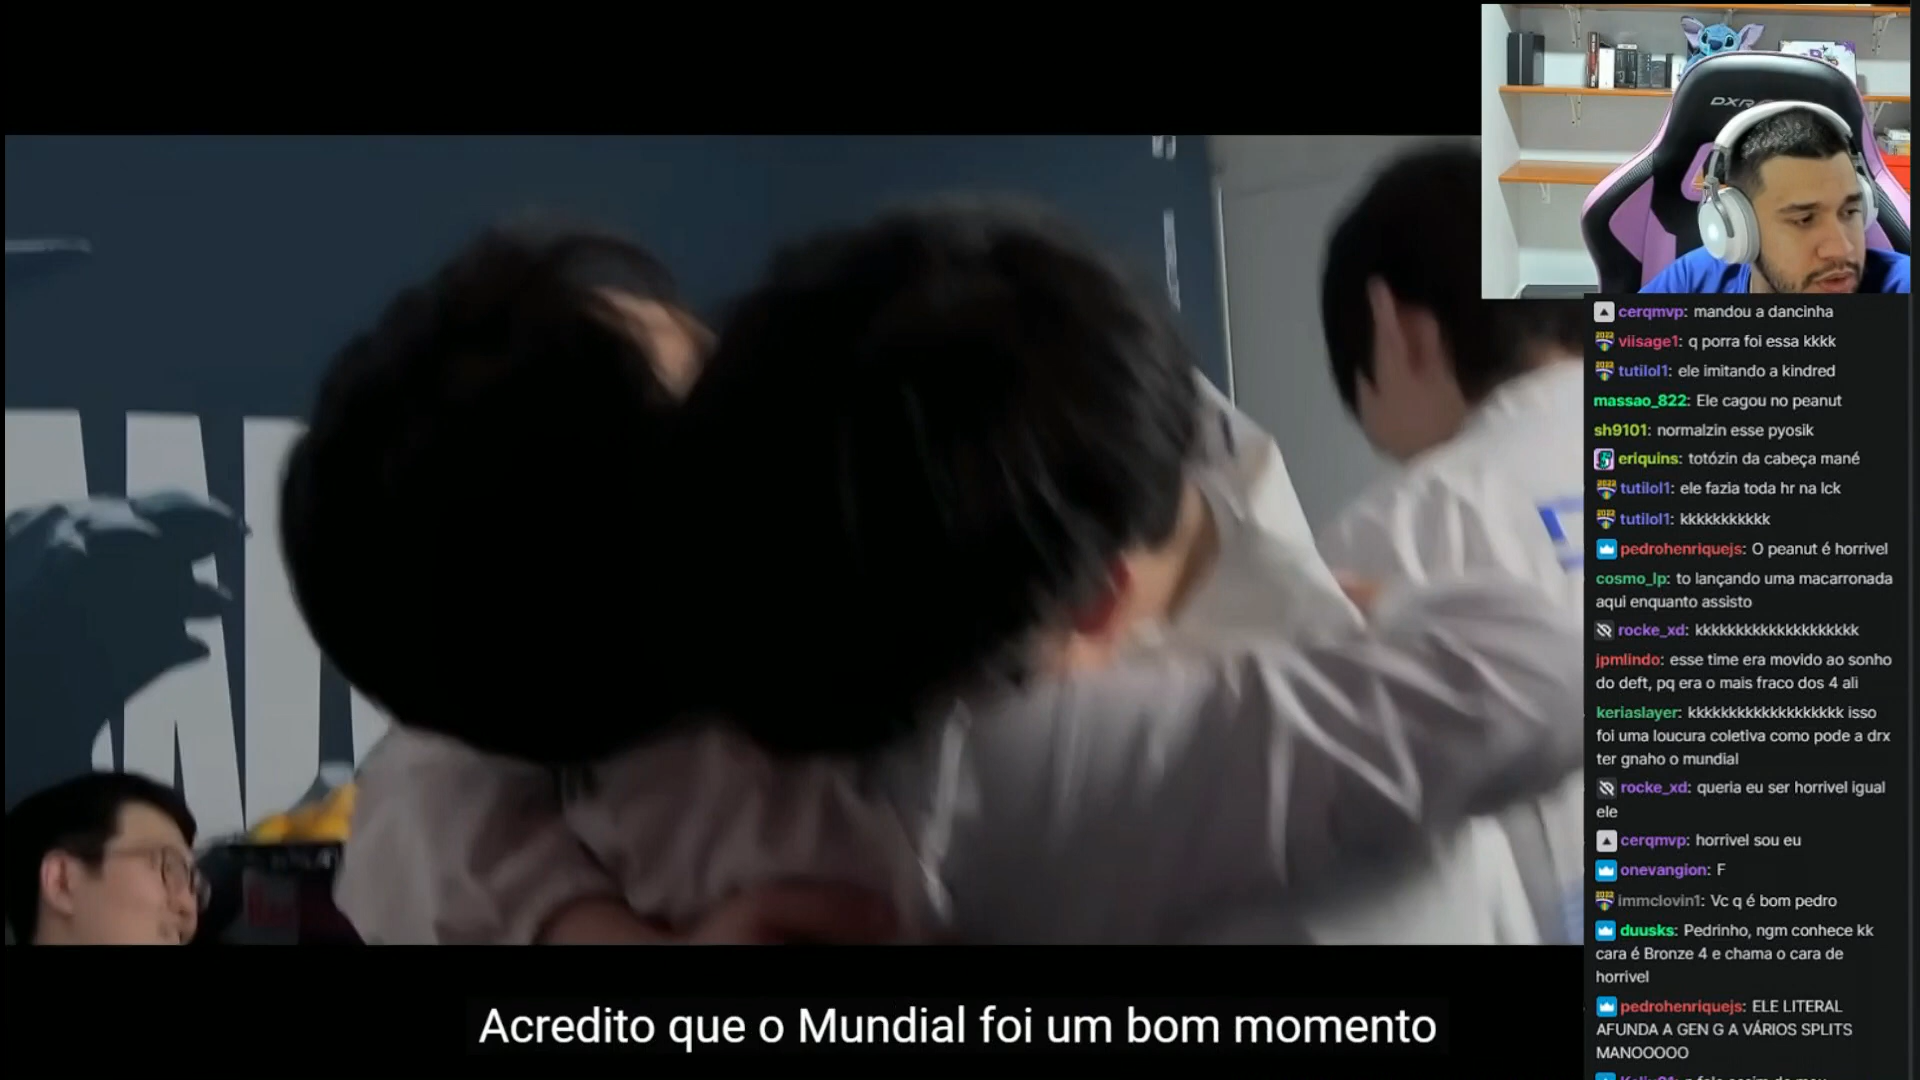 DXR
cerqmvp: mandou a dancinha
viisage1: q porra foi essa kkkk
tutilol1: ele imitando a kindred
massao_822: Ele cagou no peanut
sh9101: normalzin esse pyosik
eriquins: totózin da cabeça mané
tutilol1: ele fazia toda hr na lck
tutilol1: kkkkkkkkkkk
pedrohenriquejs: O peanut é horrivel
cosmo_lp: to lançando uma macarronada
aqui enquanto assisto
rocke_xd: kkkkkkkkkkkkkkkkkkkk
jpmlindo: esse time era movido ao sonho
do deft, pq era o mais fraco dos 4 ali
keriaslayer: kkkkkkkkkkkkkkkkkkk isso
foi uma loucura coletiva como pode a drx
ter gnaho o mundial
rocke_xd: queria eu ser horrivel igual
ele
cerqmvp: horrivel sou eu
onevangion: F
immclovin1: Vc q é bom pedro
duusks: Pedrinho, ngm conhece kk
cara é Bronze 4 e chama o cara de
horrivel
pedrohenriquejs: ELE LITERAL
AFUNDA A GEN G A VÁRIOS SPLITS
MANOOOOO
Acredito que o Mundial foi um bom momento